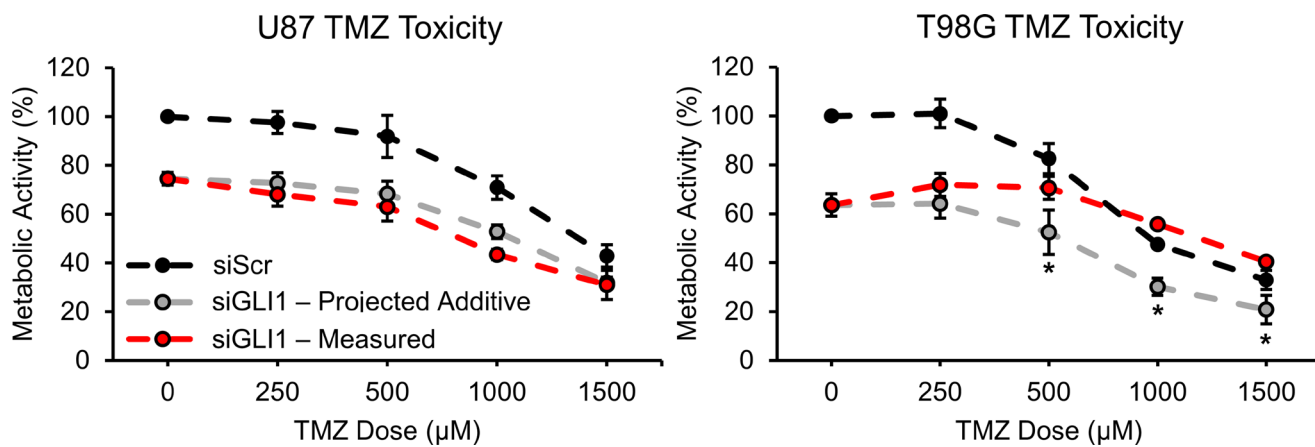 U87 TMZ Toxicity
Metabolic Activity (%)
120
100
80
60
40
20
0
siScr
siGLI1 – Projected Additive
siGLI1 – Measured
0 250 500 1000 1500
TMZ Dose (µM)
T98G TMZ Toxicity
Metabolic Activity (%)
120
100
80
60
40
20
0
*
*
*
0 250 500 1000 1500
TMZ Dose (µM)